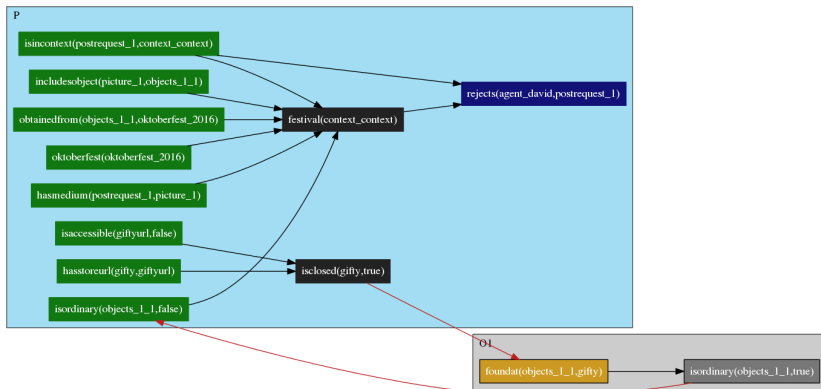 P
isincontext(postrequest_1,context_context)
includesobject(picture_1,objects_1_1)
rejects(agent_david,postrequest_1)
obtainedfrom(objects_1_1,oktoberfest_2016)
festival(context_context)
oktoberfest(oktoberfest_2016)
hasmedium(postrequest_1,picture_1)
isaccessible(giftyurl,false)
hasstoreurl(gifty,giftyurl)
isclosed(gifty,true)
isordinary(objects_1_1,false)
O1
foundat(objects_1_1,gifty)
isordinary(objects_1_1,true)